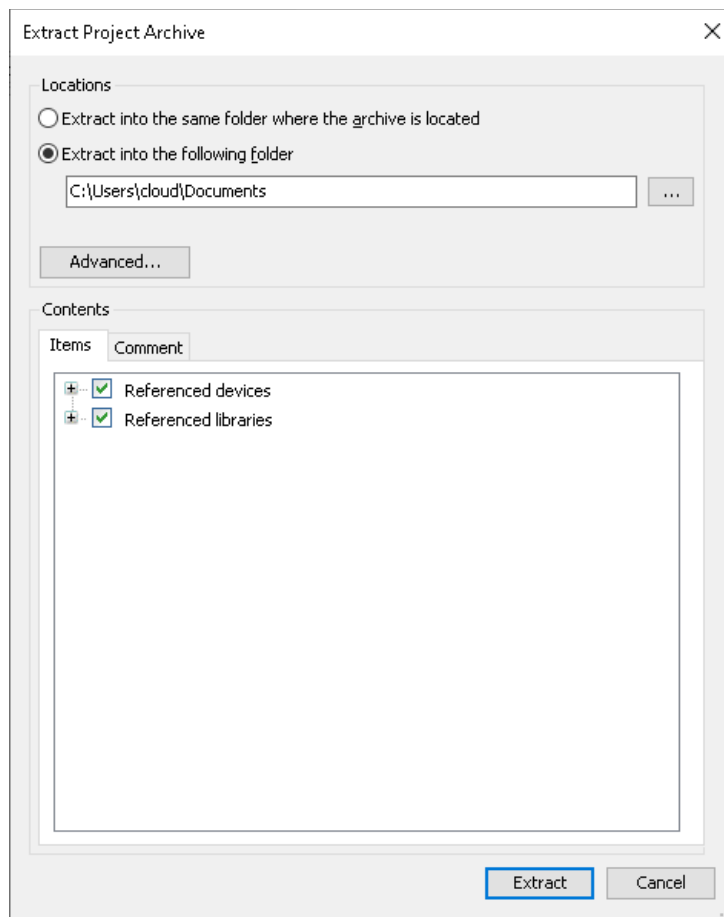 Extract Project Archive
Locations
Extract into the same folder where the archive is located
Extract into the following folder
C:\Users\cloud\Documents
...
Advanced...
Contents
Items Comment
Referenced devices
Referenced libraries
Extract Cancel